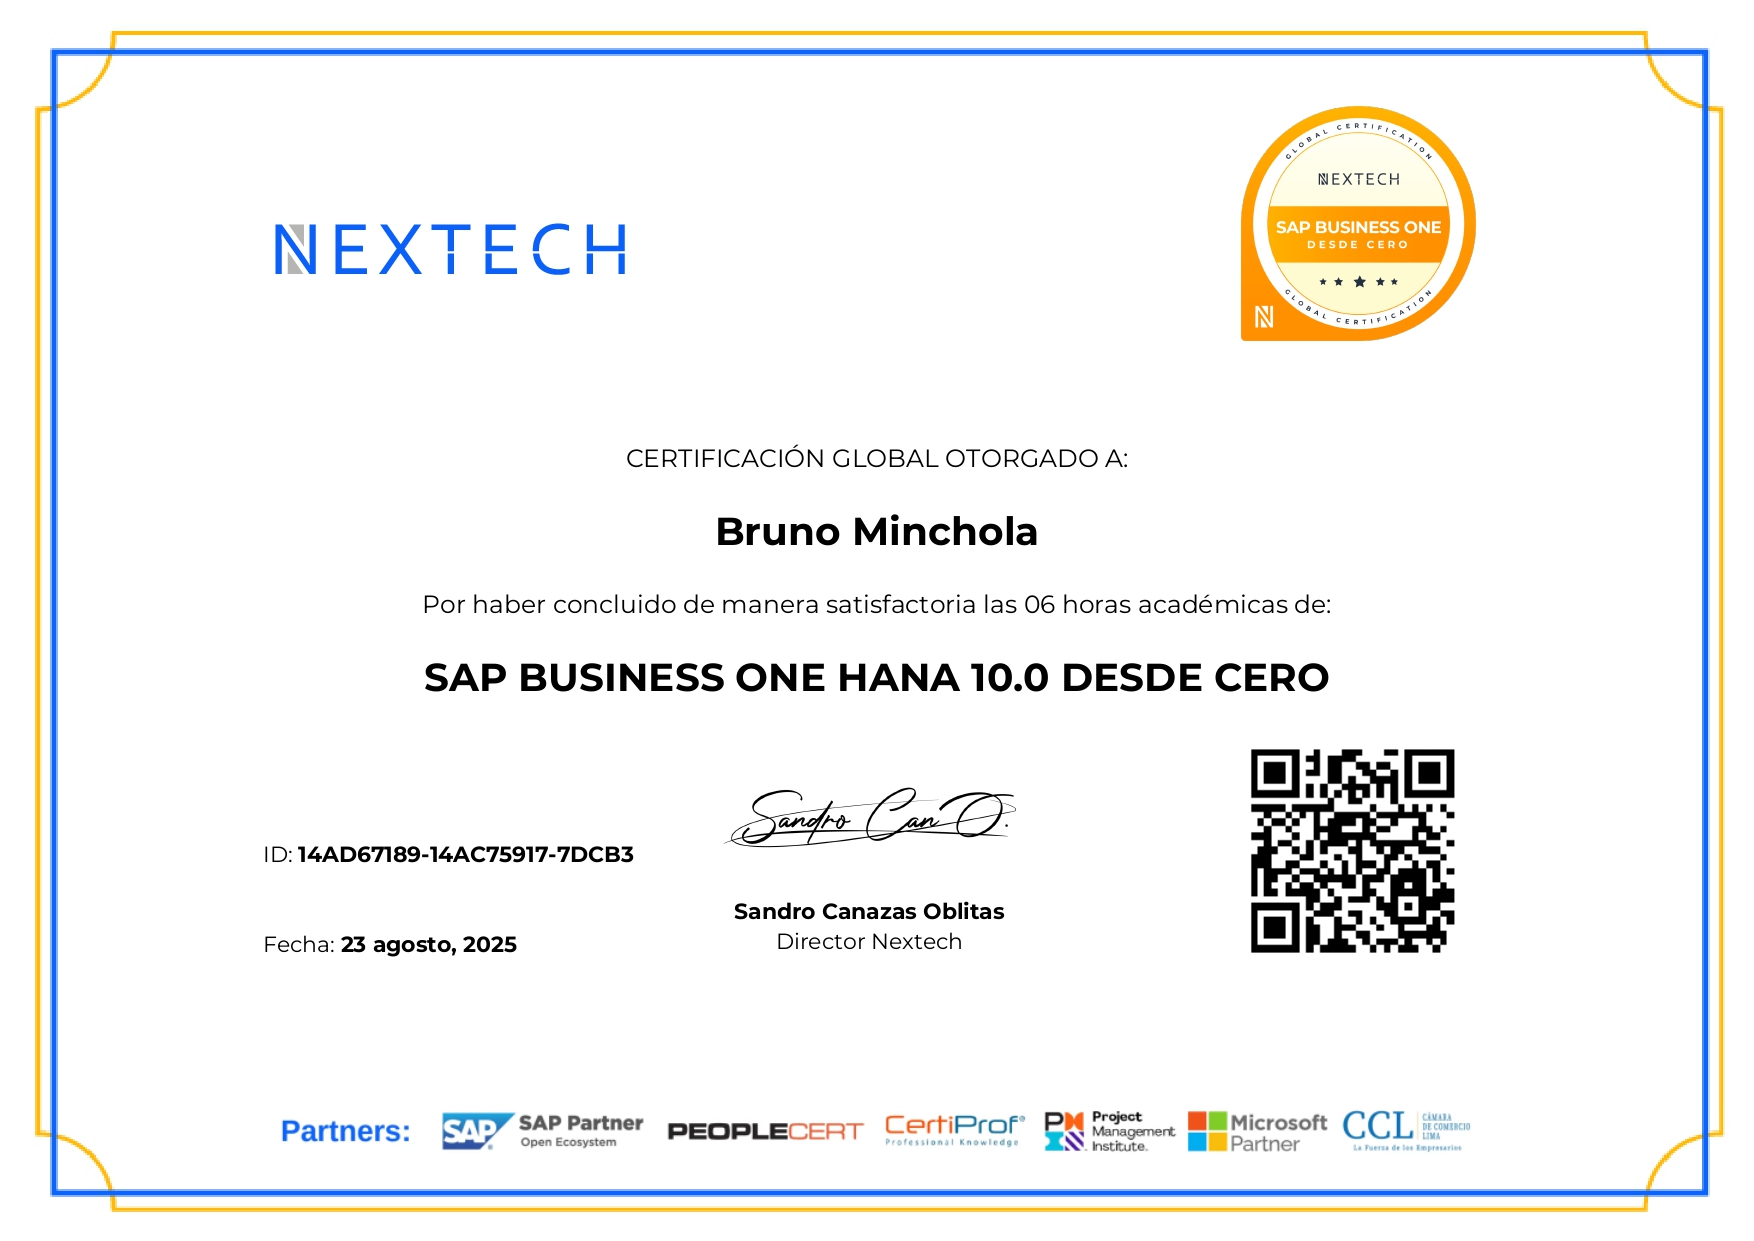 NEXTECH
GLOBAL CERTIFICATION
NEXTECH
SAP BUSINESS ONE
DESDE CERO
GLOBAL CERTIFICATION
CERTIFICACIÓN GLOBAL OTORGADO A:
Bruno Minchola
Por haber concluido de manera satisfactoria las 06 horas académicas de:
SAP BUSINESS ONE HANA 10.0 DESDE CERO
Sandro Can O.
ID: 14AD67189-14AC75917-7DCB3
Sandro Canazas Oblitas
Director Nextech
Fecha: 23 agosto, 2025
Partners:
SAP
SAP Partner
Open Ecosystem
PEOPLECERT
CertiProf®
Professional Knowledge
PM
Project
Management
Institute.
Microsoft
Partner
CCL
CÁMARA
DE COMERCIO
LIMA
La Fuerza de los Empresarios